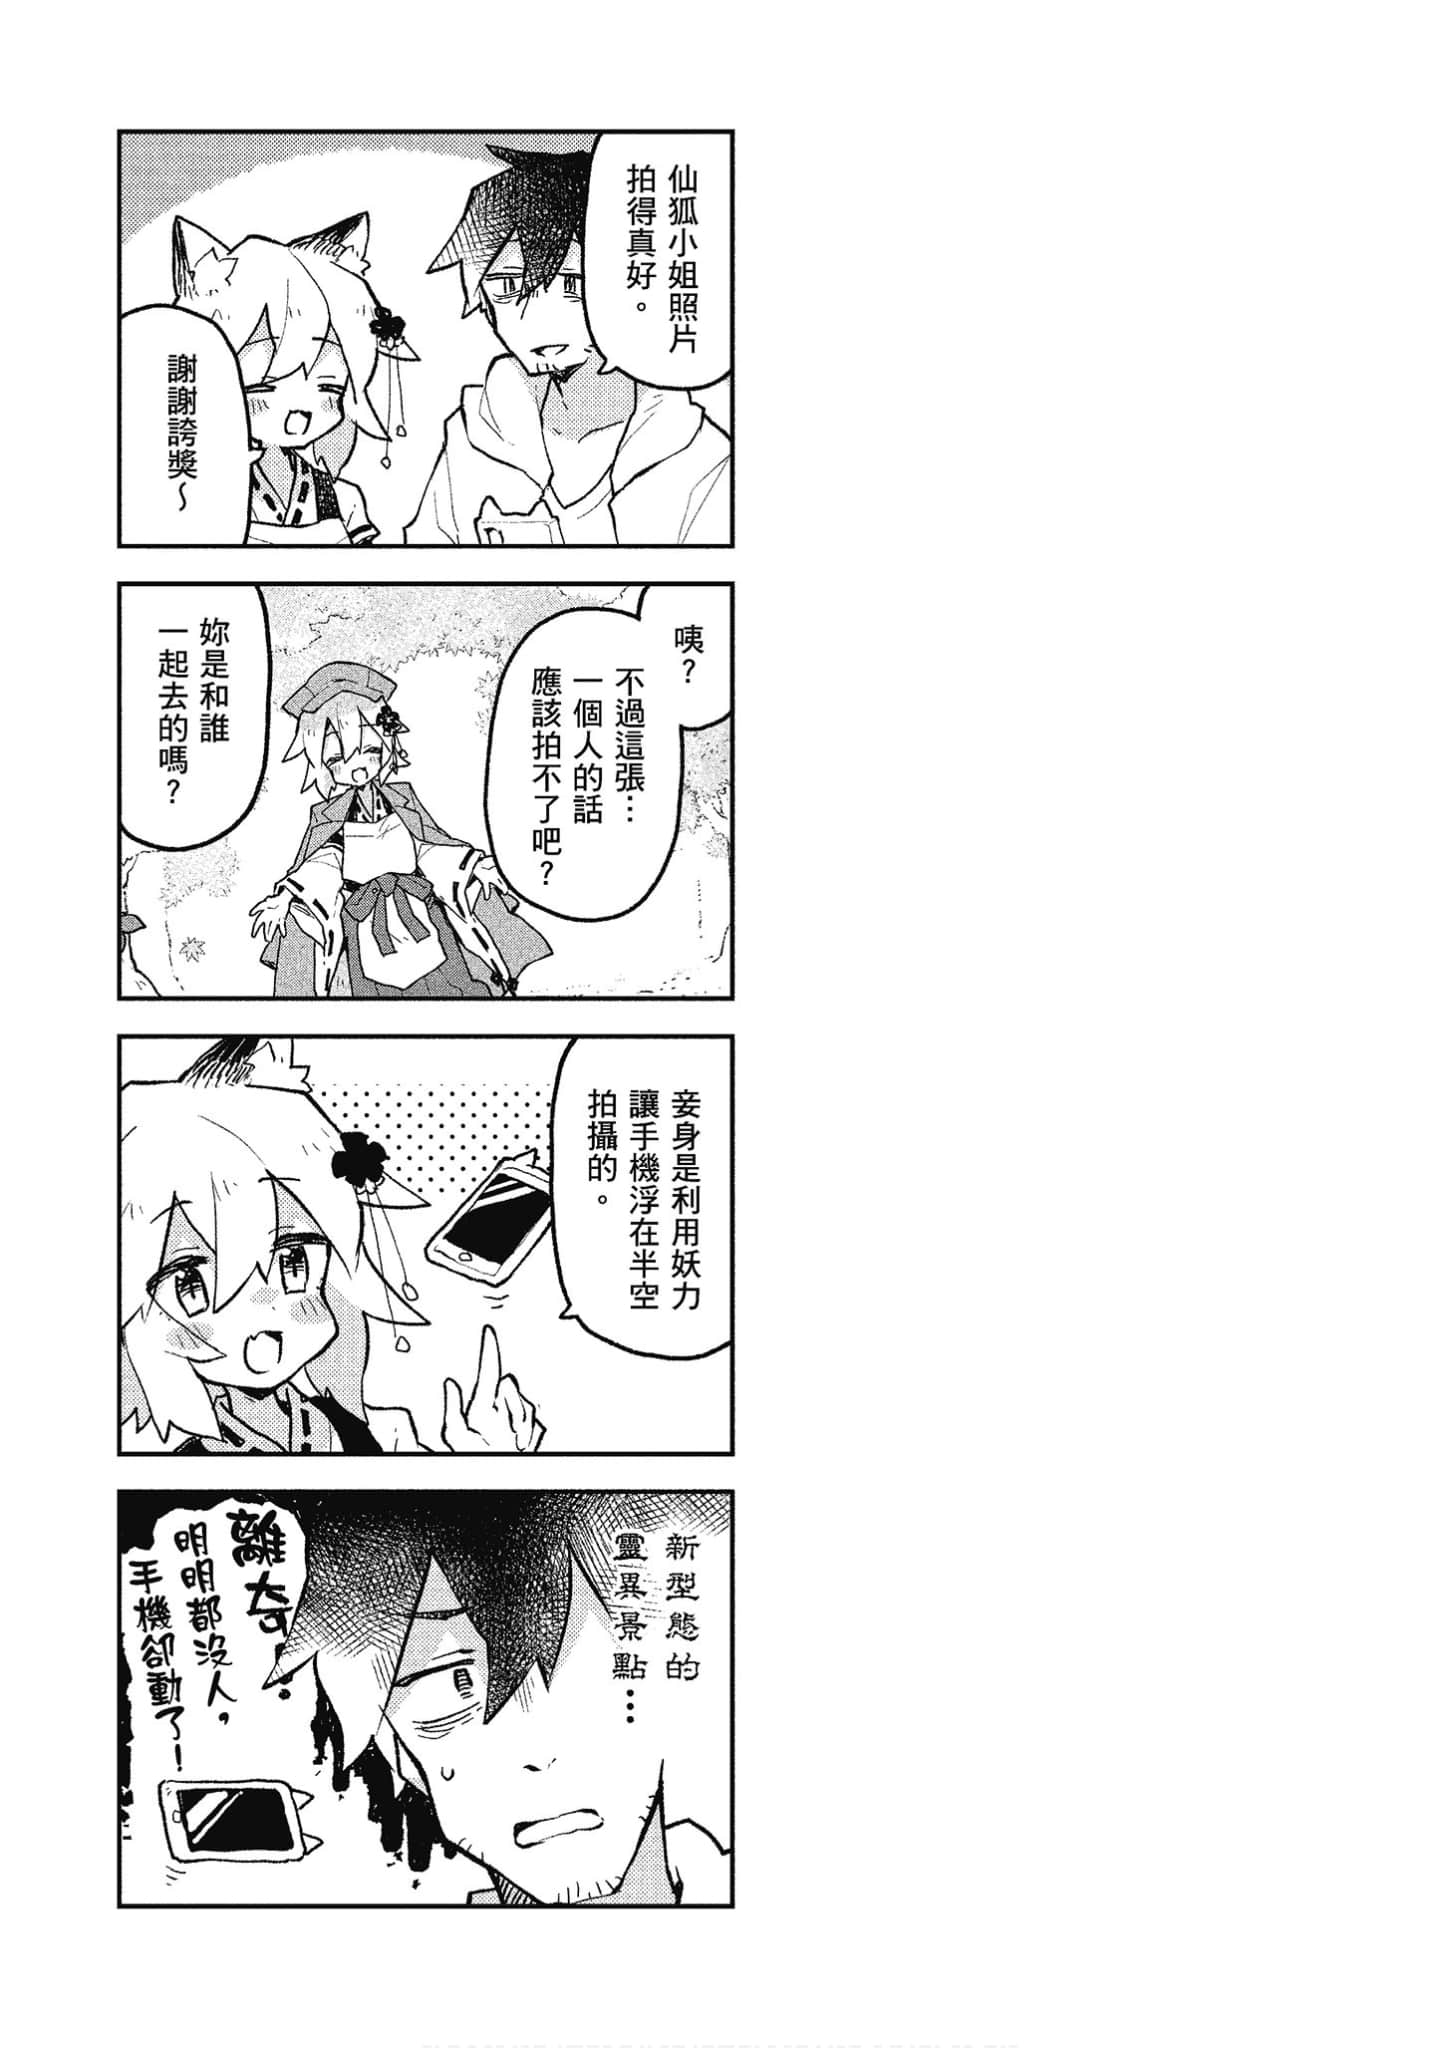 仙狐小姐照片
拍得真好。
謝謝誇獎～
咦？
不過這張…
一個人的話
應該拍不了吧？
妳是和誰
一起去的嗎？
妾身是利用妖力
讓手機浮在半空
拍攝的。
新型態的
靈異景點…
離奇！
明明都沒人，
手機卻動了！